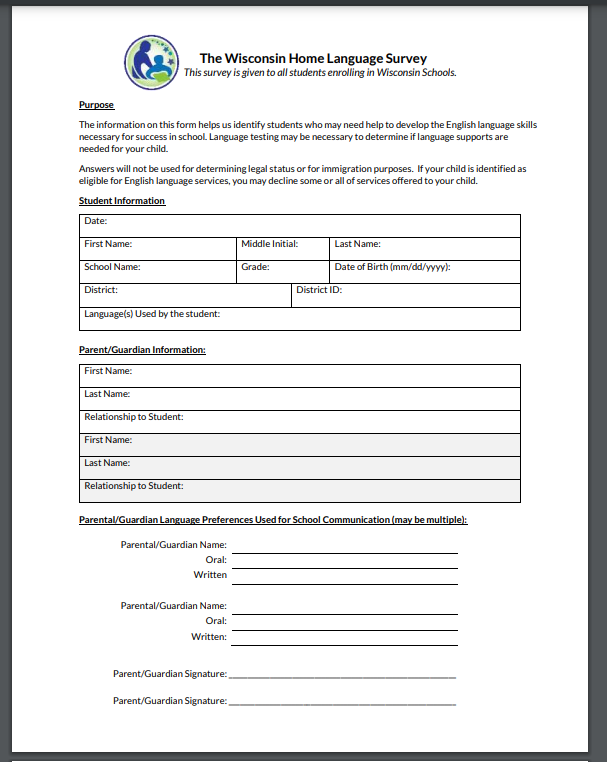 The Wisconsin Home Language Survey
This survey is given to all students enrolling in Wisconsin Schools.
Purpose
The information on this form helps us identify students who may need help to develop the English language skills
necessary for success in school. Language testing may be necessary to determine if language supports are
needed for your child.
Answers will not be used for determining legal status or for immigration purposes. If your child is identified as
eligible for English language services, you may decline some or all of services offered to your child.
Student Information
Date:
First Name: Middle Initial: Last Name:
School Name: Grade: Date of Birth (mm/dd/yyyy):
District: District ID:
Language(s) Used by the student:
Parent/Guardian Information:
First Name:
Last Name:
Relationship to Student:
First Name:
Last Name:
Relationship to Student:
Parental/Guardian Language Preferences Used for School Communication (may be multiple):
Parental/Guardian Name:
Oral:
Written
Parental/Guardian Name:
Oral:
Written:
Parent/Guardian Signature:
Parent/Guardian Signature: